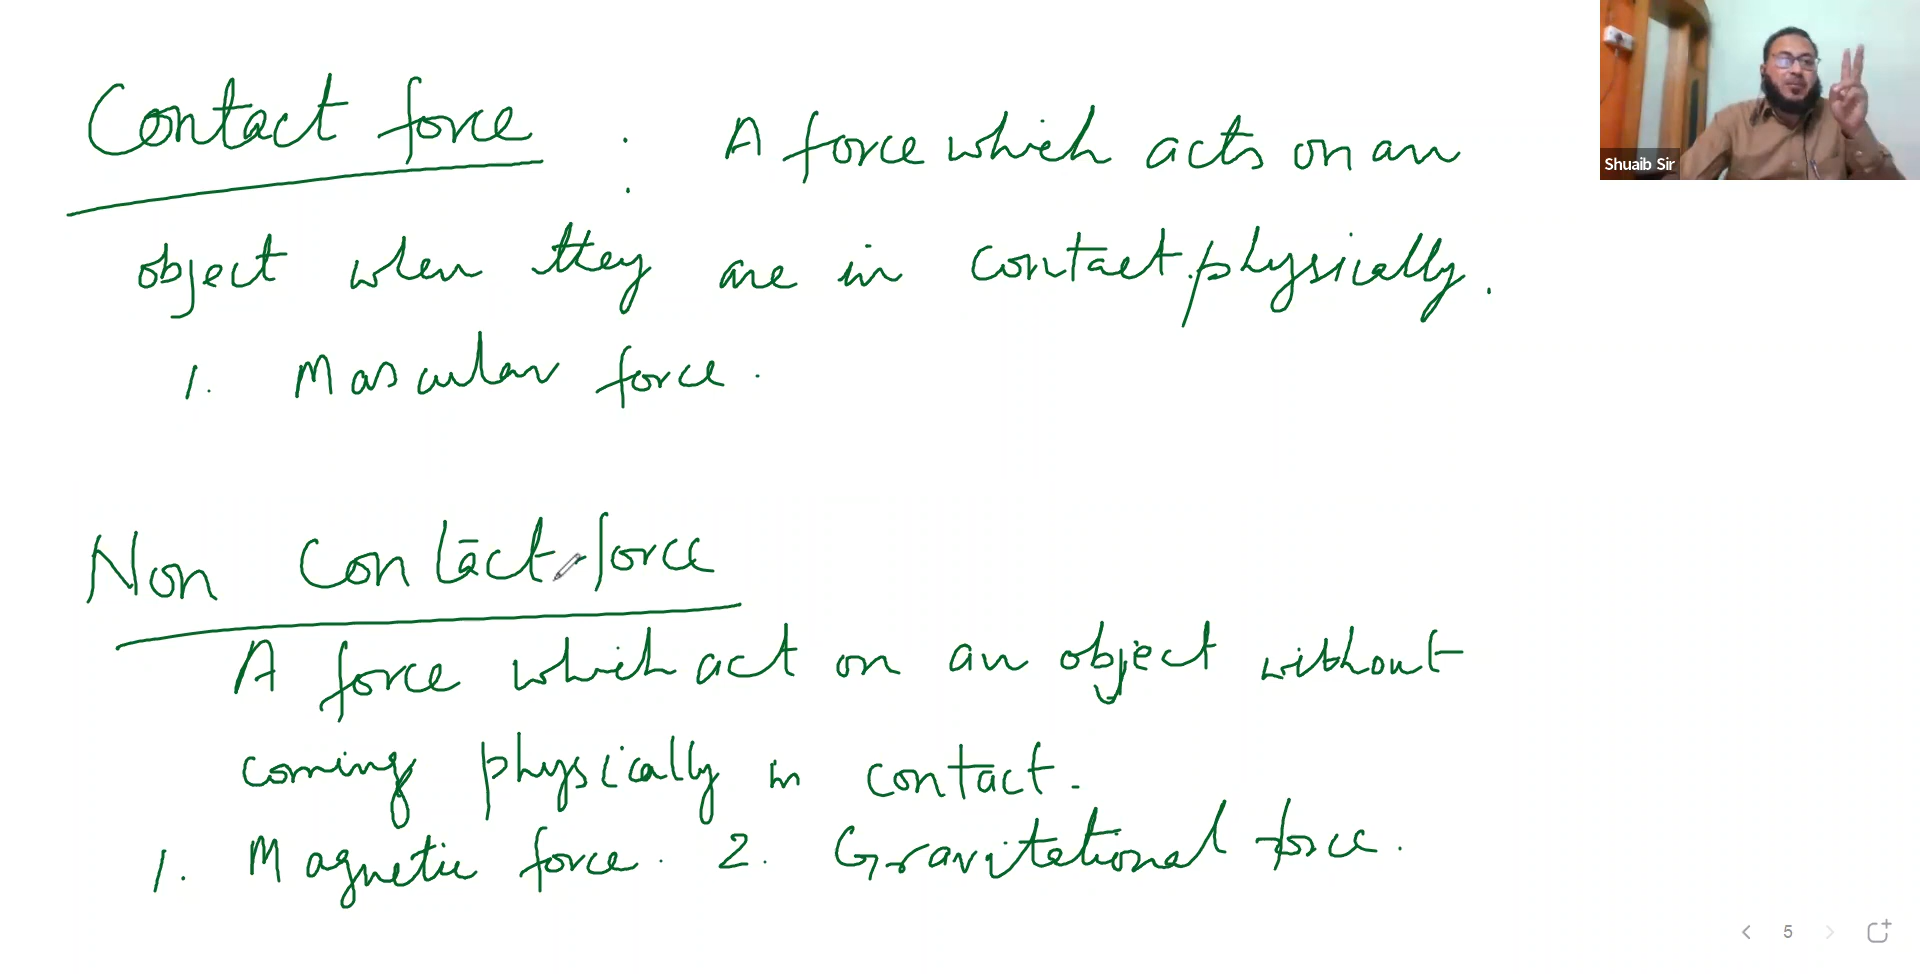 Contact force : A force which acts on an
object when they are in contact physically.
1. Mascular force.
Non Contact force
A force which act on an object without
coming physically in contact.
1. Magnetic force. 2. Gravitational force.
Shuaib Sir
5